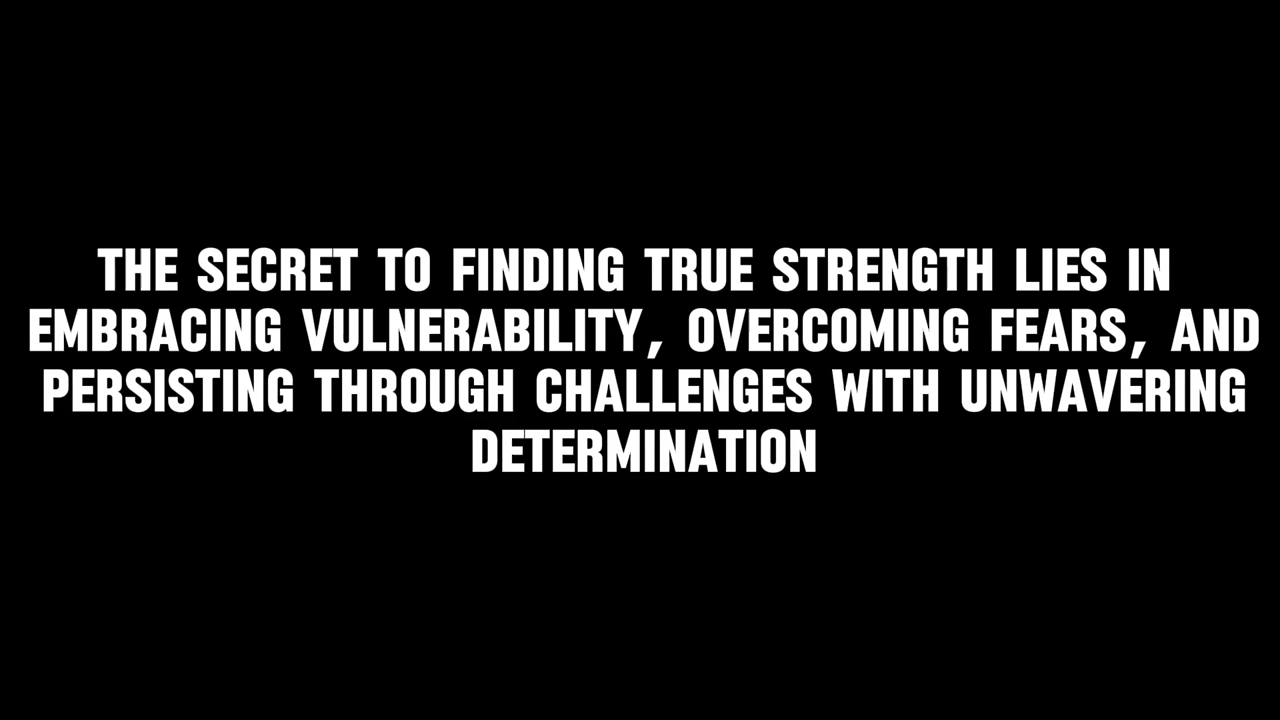 THE SECRET TO FINDING TRUE STRENGTH LIES IN
EMBRACING VULNERABILITY, OVERCOMING FEARS, AND
PERSISTING THROUGH CHALLENGES WITH UNWAVERING
DETERMINATION